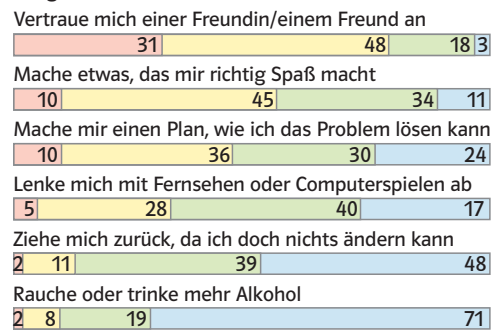 Vertraue mich einer Freundin/einem Freund an
31 48 18 3
Mache etwas, das mir richtig Spaß macht
10 45 34 11
Mache mir einen Plan, wie ich das Problem lösen kann
10 36 30 24
Lenke mich mit Fernsehen oder Computerspielen ab
5 28 40 17
Ziehe mich zurück, da ich doch nichts ändern kann
2 11 39 48
Rauche oder trinke mehr Alkohol
2 8 19 71